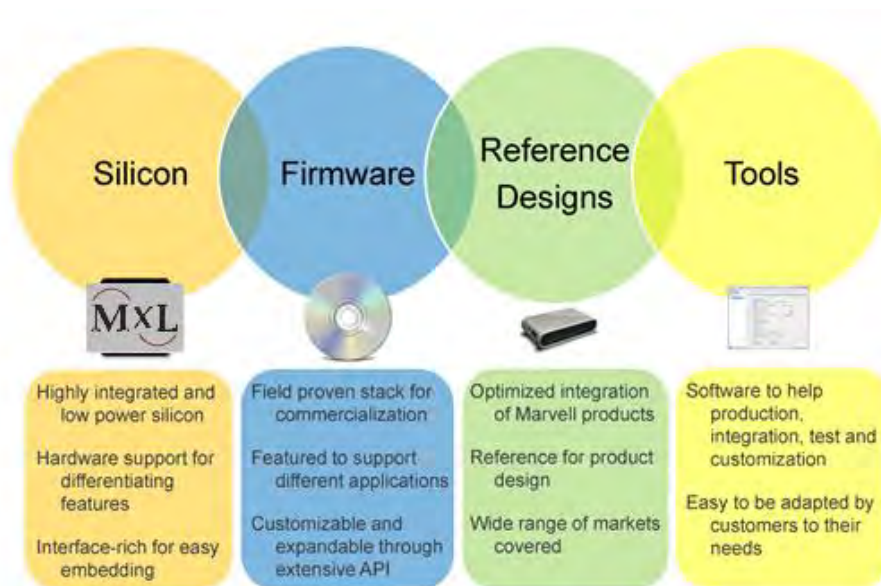 Silicon
Firmware
Reference
Designs
Tools
MxL
Highly integrated and
low power silicon
Hardware support for
differentiating
features
Interface-rich for easy
embedding
Field proven stack for
commercialization
Featured to support
different applications
Customizable and
expandable through
extensive API
Optimized integration
of Marvell products
Reference for product
design
Wide range of markets
covered
Software to help
production,
integration, test and
customization
Easy to be adapted by
customers to their
needs